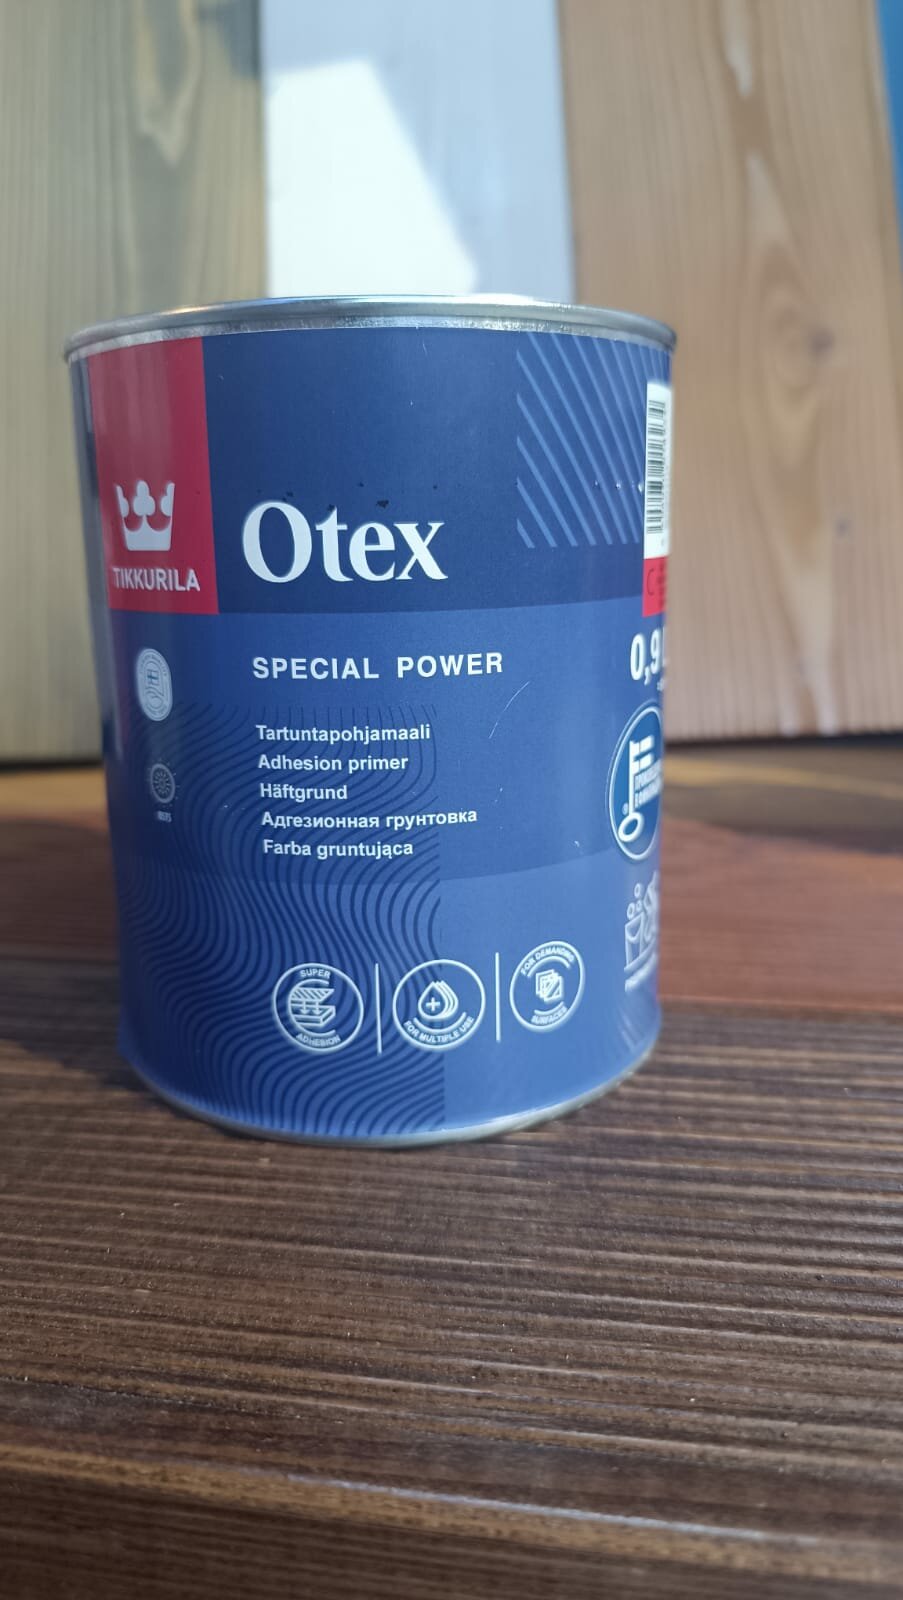 TIKKURILA
Otex
SPECIAL POWER
0,9
Tartuntapohjamaali
Adhesion primer
Häftgrund
Адгезионная грунтовка
Farba gruntująca
SUPER
ADHESION
FOR MULTIPLE USE
FOR DEMANDING
SURFACES